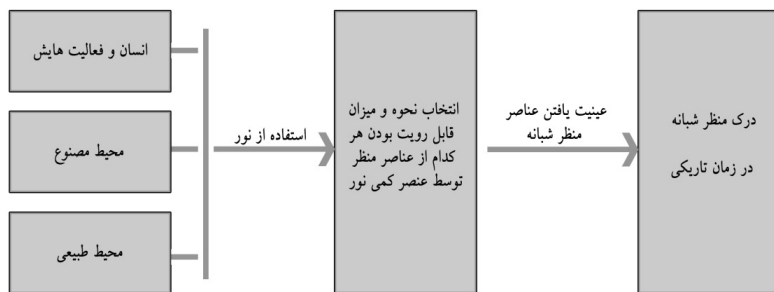 انسان و فعالیت هایش
محیط مصنوع
محیط طبیعی
استفاده از نور
انتخاب نحوه و میزان
قابل رویت بودن هر
کدام از عناصر منظر
توسط عنصر کمی نور
عینیت یافتن عناصر
منظر شبانه
درک منظر شبانه
در زمان تاریکی